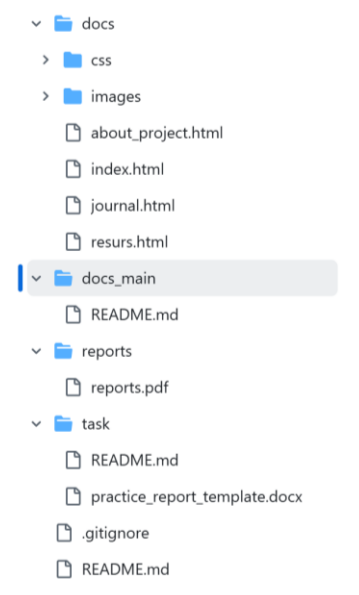 docs
css
images
about_project.html
index.html
journal.html
resurs.html
docs_main
README.md
reports
reports.pdf
task
README.md
practice_report_template.docx
.gitignore
README.md